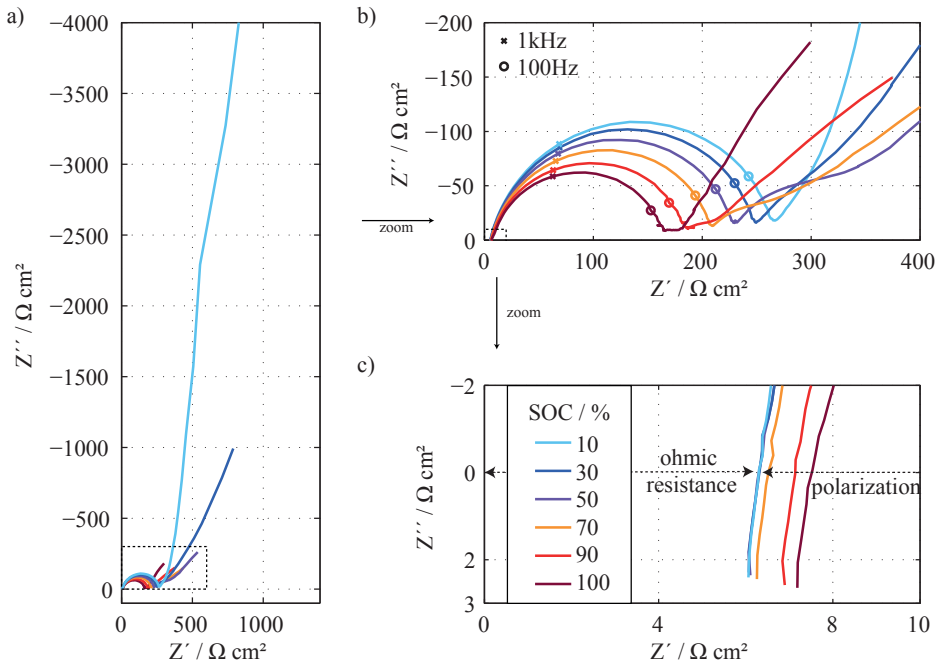 a)
−4000
−3500
−3000
−2500
−2000
−1500
−1000
−500
0
Z´´ / Ω cm²
0
500
1000
Z´ / Ω cm²
zoom
b)
−200
−150
−100
−50
0
Z´´ / Ω cm²
1kHz
100Hz
0
100
200
300
400
Z´ / Ω cm²
zoom
c)
−2
0
2
3
Z´´ / Ω cm²
SOC / %
10
30
50
70
90
100
ohmic
resistance
polarization
0
4
6
8
10
Z´ / Ω cm²